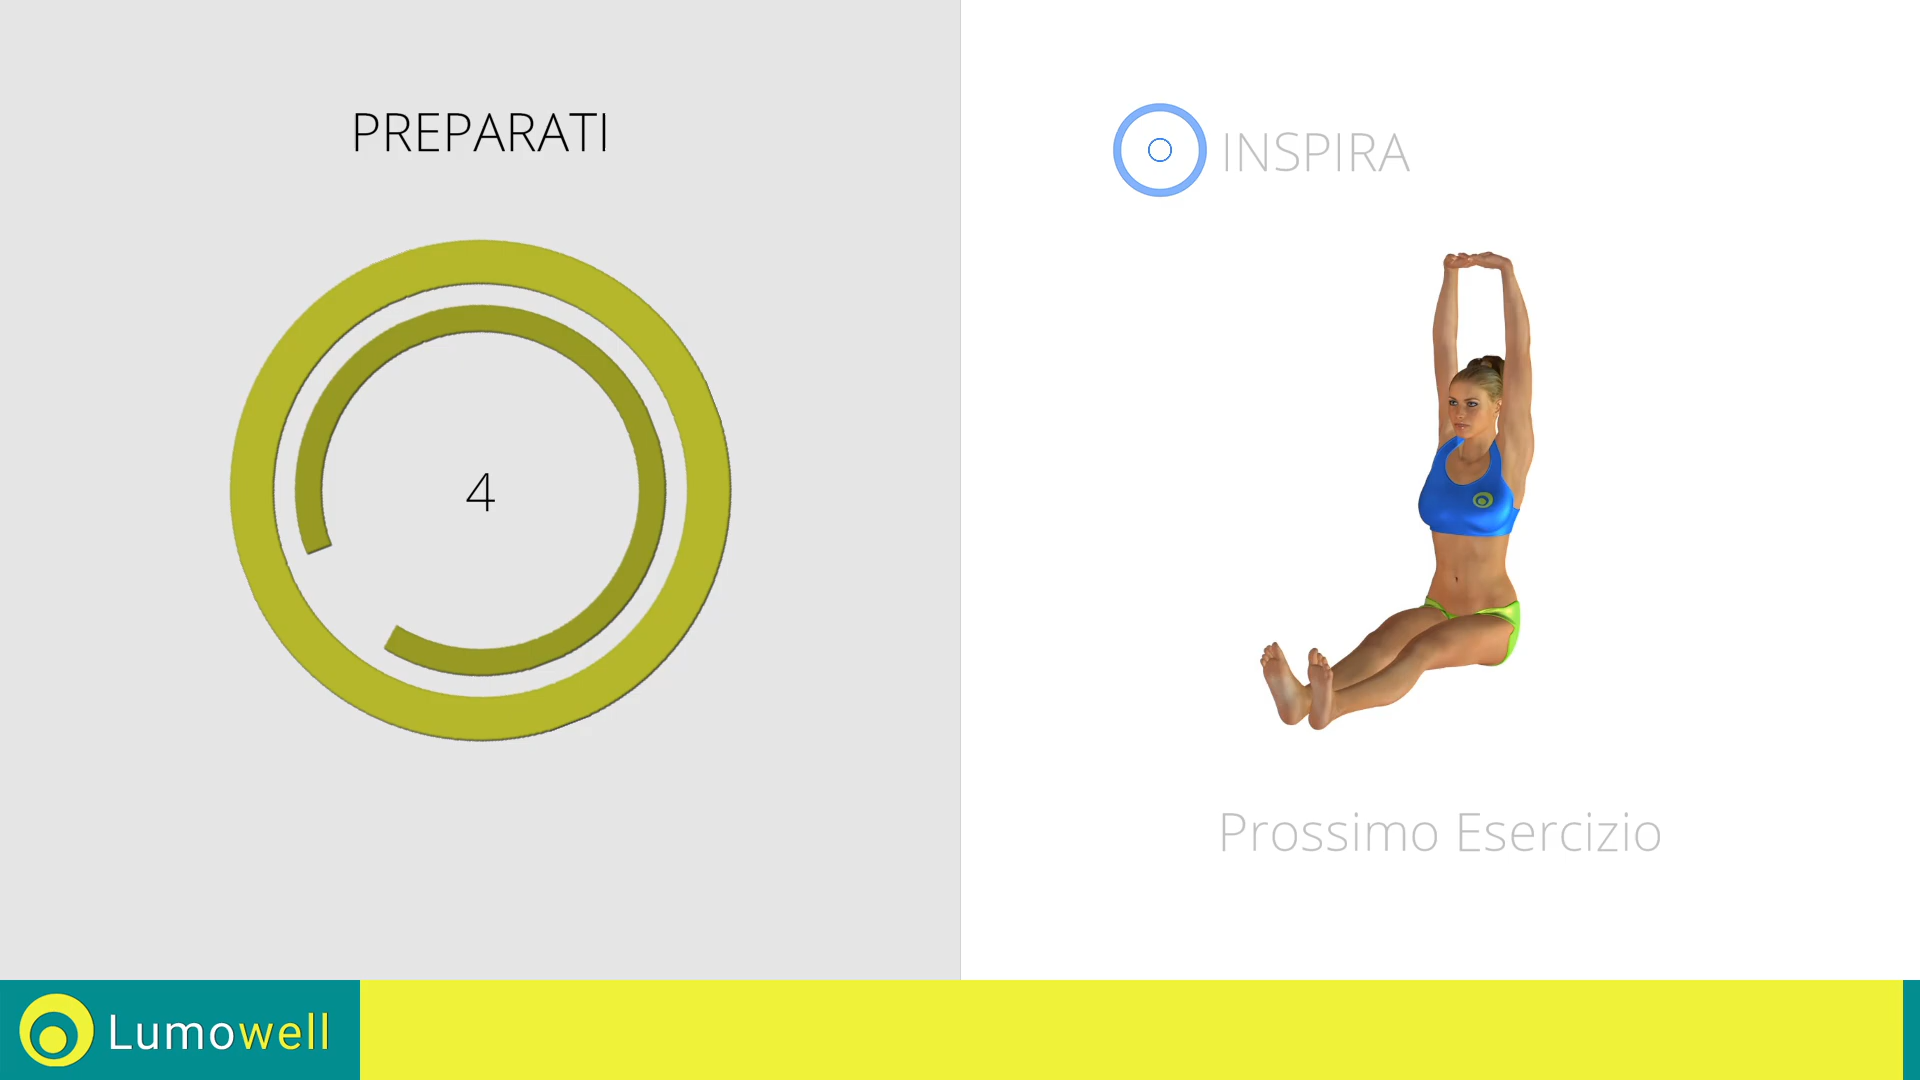 PREPARATI
4
INSPIRA
Prossimo Esercizio
Lumowell